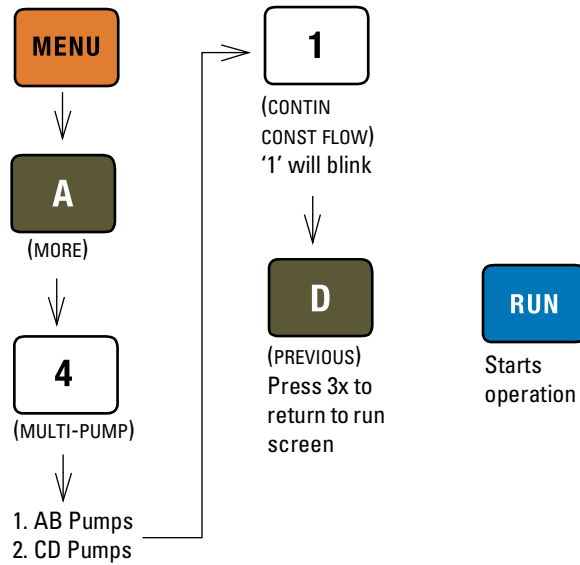 MENU
A
(MORE)
4
(MULTI-PUMP)
1. AB Pumps
2. CD Pumps
1
(CONTIN
CONST FLOW)
‘1’ will blink
D
(PREVIOUS)
Press 3x to
return to run
screen
RUN
Starts
operation